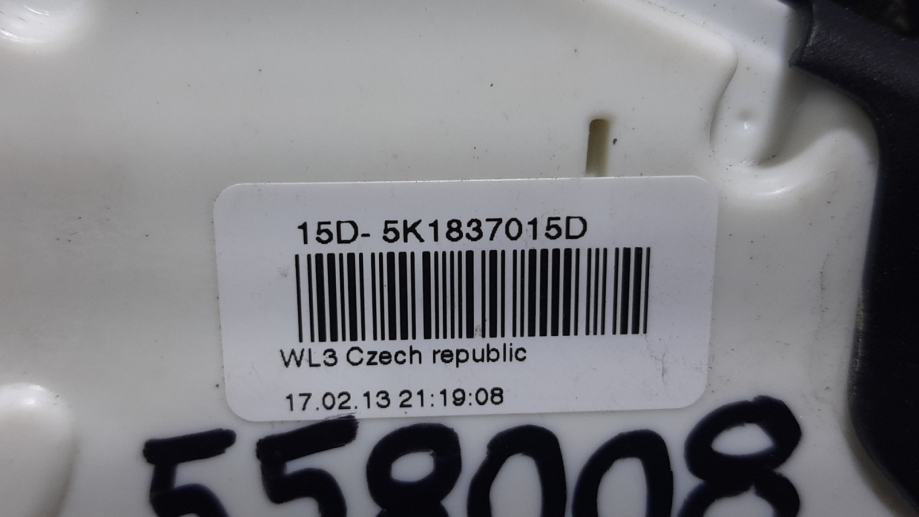 15D- 5K1837015D
WL3 Czech republic
17.02.13 21:19:08
558008